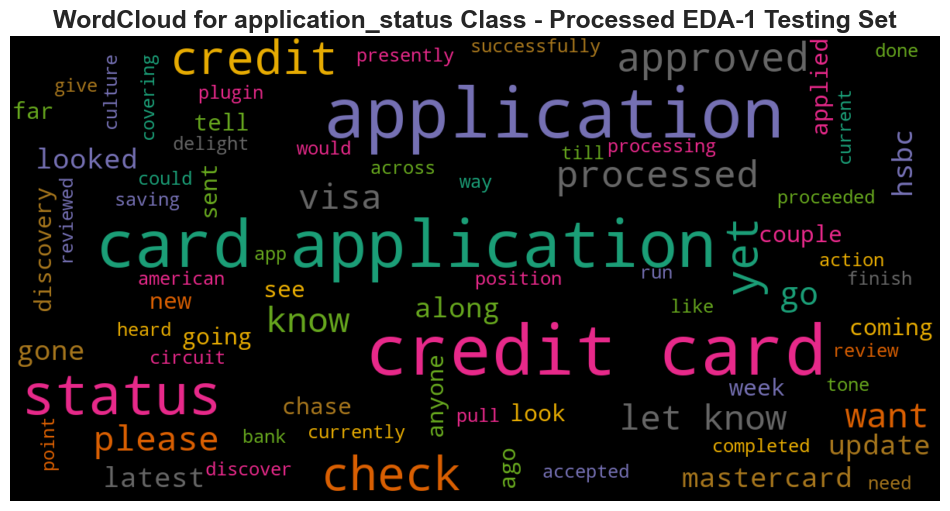 WordCloud for application_status Class - Processed EDA-1 Testing Set
credit
presently
successfully
approved
applied
done
give
culture
covering
plugin
far
tell
application
current
delight
would
till
processing
hsbc
looked
across
processed
could
way
saving
sent
visa
proceeded
discovery
reviewed
card application
app
yet
couple
american
position
run
action
finish
new
see
go
know
along
like
heard
going
credit card
coming
gone
circuit
review
status
week
tone
chase
anyone
pull
look
let know
want
point
please
bank
currently
completed
update
latest
discover
check
ago
accepted
mastercard
need